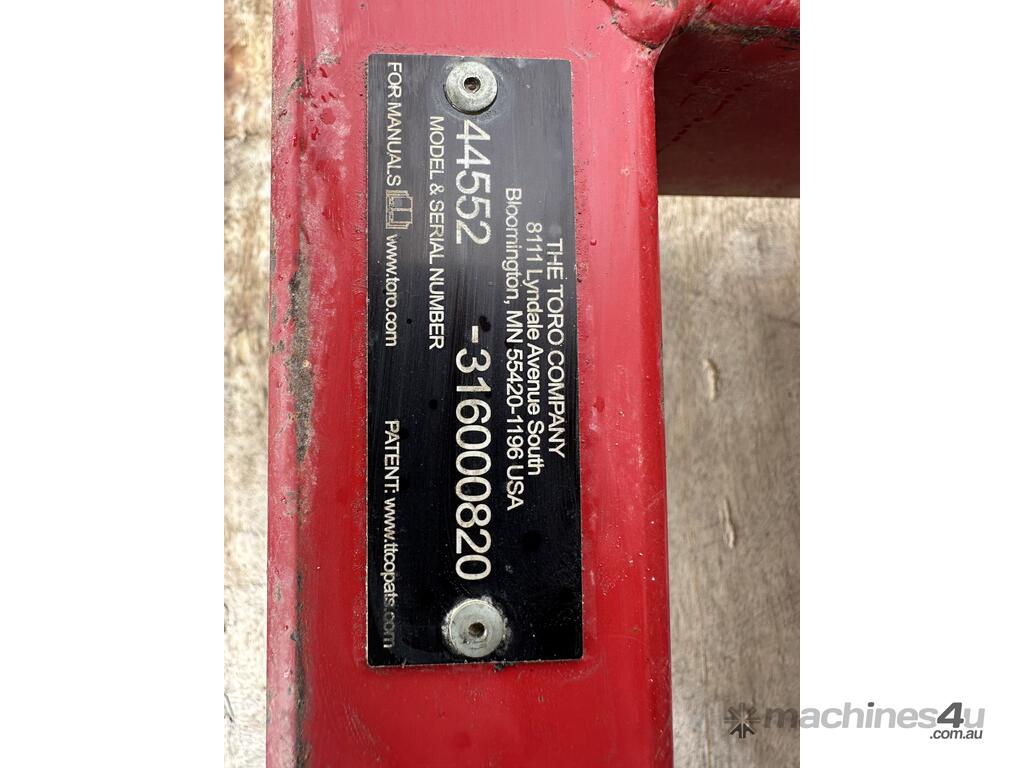 THE TORO COMPANY
8111 Lyndale Avenue South
Bloomington, MN 55420-1196 USA
44552 -316000820
MODEL & SERIAL NUMBER
FOR MANUALS www.toro.com PATENT: www.ttcopats.com
machines4u
.com.au